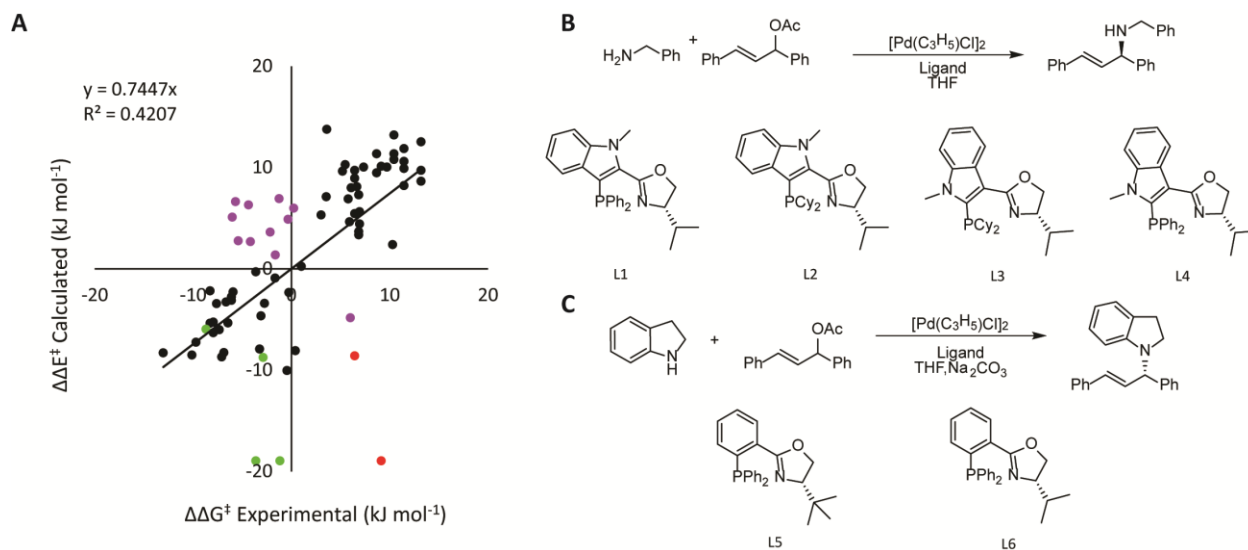 A
y = 0.7447x
R² = 0.4207
20
10
0
-20
-10
0
10
20
-10
-20
ΔΔE‡ Calculated (kJ mol⁻¹)
ΔΔG‡ Experimental (kJ mol⁻¹)
B
H₂N Ph
+
OAc
Ph Ph
[Pd(C₃H₅)Cl]2
Ligand
THF
HN Ph
Ph Ph
N O
N
PPh₂
L1
N O
N
PCy₂
L2
O
N N
PCy₂
L3
O
N N
PPh₂
L4
C
N
H
+
OAc
Ph Ph
[Pd(C₃H₅)Cl]2
Ligand
THF,Na₂CO₃
N
Ph Ph
O
PPh₂ N
L5
O
PPh₂ N
L6